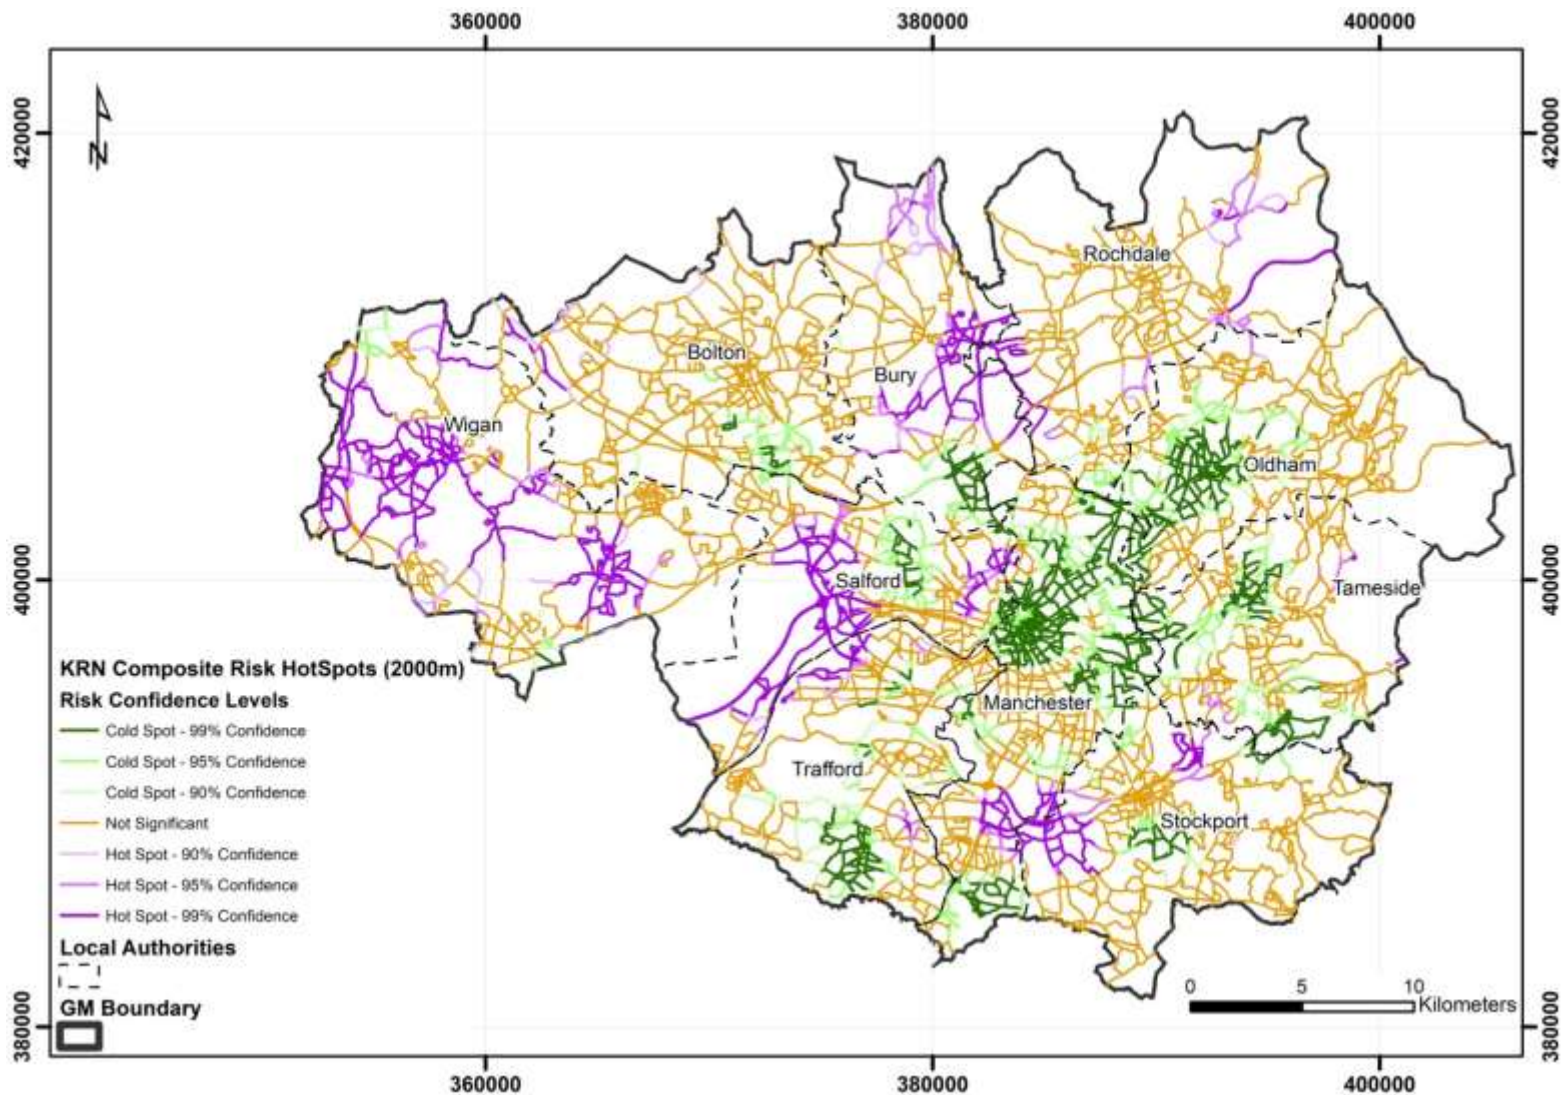 360000
380000
400000
420000
420000
N
Rochdale
Bolton
Bury
Wigan
Oldham
400000
400000
Salford
Tameside
KRN Composite Risk HotSpots (2000m)
Risk Confidence Levels
Manchester
Cold Spot - 99% Confidence
Cold Spot - 95% Confidence
Trafford
Cold Spot - 90% Confidence
Not Significant
Stockport
Hot Spot - 90% Confidence
Hot Spot - 95% Confidence
Hot Spot - 99% Confidence
Local Authorities
0 5 10
Kilometers
GM Boundary
380000
380000
360000
380000
400000